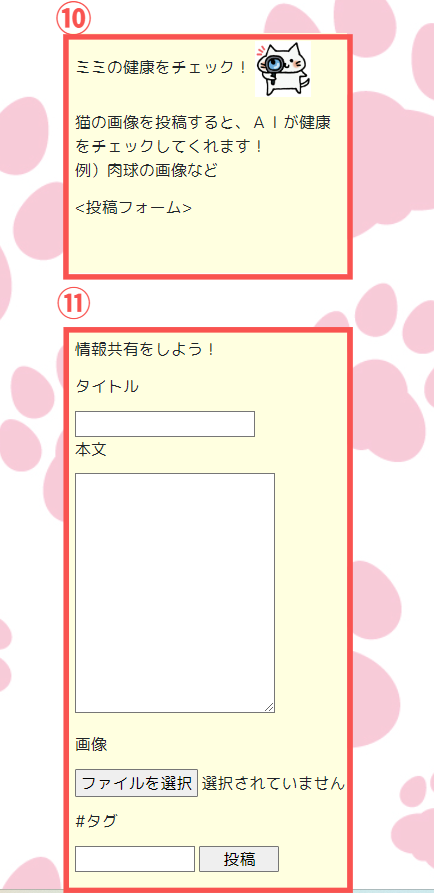 ⑩
ミミの健康をチェック！
猫の画像を投稿すると、ＡＩが健康
をチェックしてくれます！
例）肉球の画像など
<投稿フォーム>
⑪
情報共有をしよう！
タイトル
本文
画像
ファイルを選択 選択されていません
#タグ
投稿